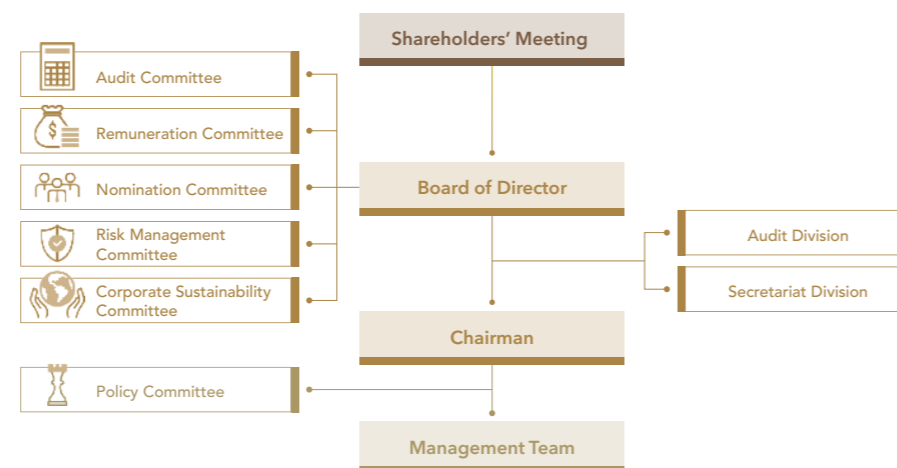 Shareholders’ Meeting
Audit Committee
Remuneration Committee
Nomination Committee
Risk Management
Committee
Corporate Sustainability
Committee
Board of Director
Audit Division
Secretariat Division
Chairman
Policy Committee
Management Team
$